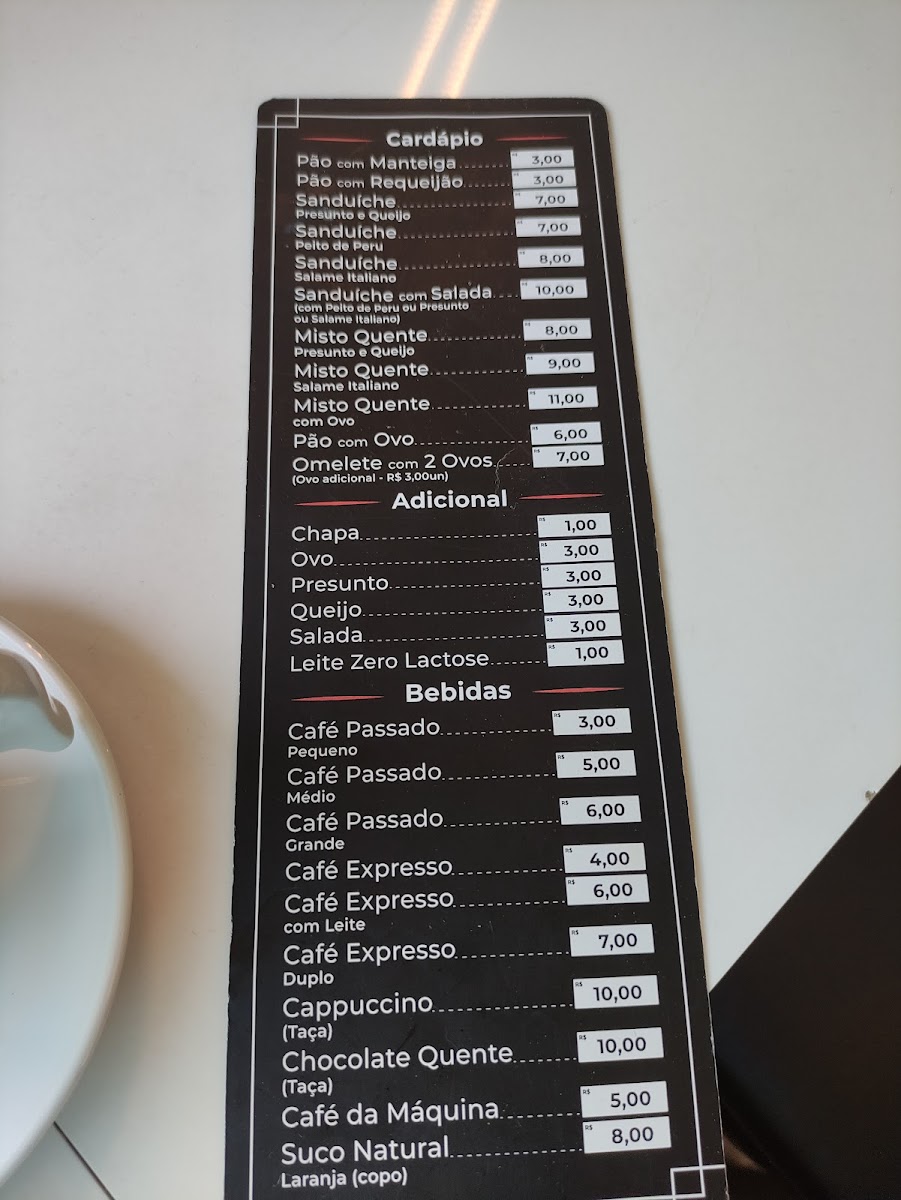 Cardápio
Pão com Manteiga R$ 3,00
Pão com Requeijão R$ 3,00
Sanduíche R$ 7,00
Presunto e Queijo
Sanduíche R$ 7,00
Peito de Peru
Sanduíche R$ 8,00
Salame Italiano
Sanduíche com Salada R$ 10,00
(com Peito de Peru ou Presunto
ou Salame Italiano)
Misto Quente R$ 8,00
Presunto e Queijo
Misto Quente R$ 9,00
Salame Italiano
Misto Quente R$ 11,00
com Ovo
Pão com Ovo R$ 6,00
Omelete com 2 Ovos R$ 7,00
(Ovo adicional - R$ 3,00un)
Adicional
Chapa R$ 1,00
Ovo R$ 3,00
Presunto R$ 3,00
Queijo R$ 3,00
Salada R$ 3,00
Leite Zero Lactose R$ 1,00
Bebidas
Café Passado R$ 3,00
Pequeno
Café Passado R$ 5,00
Médio
Café Passado R$ 6,00
Grande
Café Expresso R$ 4,00
Café Expresso R$ 6,00
com Leite
Café Expresso R$ 7,00
Duplo
Cappuccino R$ 10,00
(Taça)
Chocolate Quente R$ 10,00
(Taça)
Café da Máquina R$ 5,00
Suco Natural R$ 8,00
Laranja (copo)